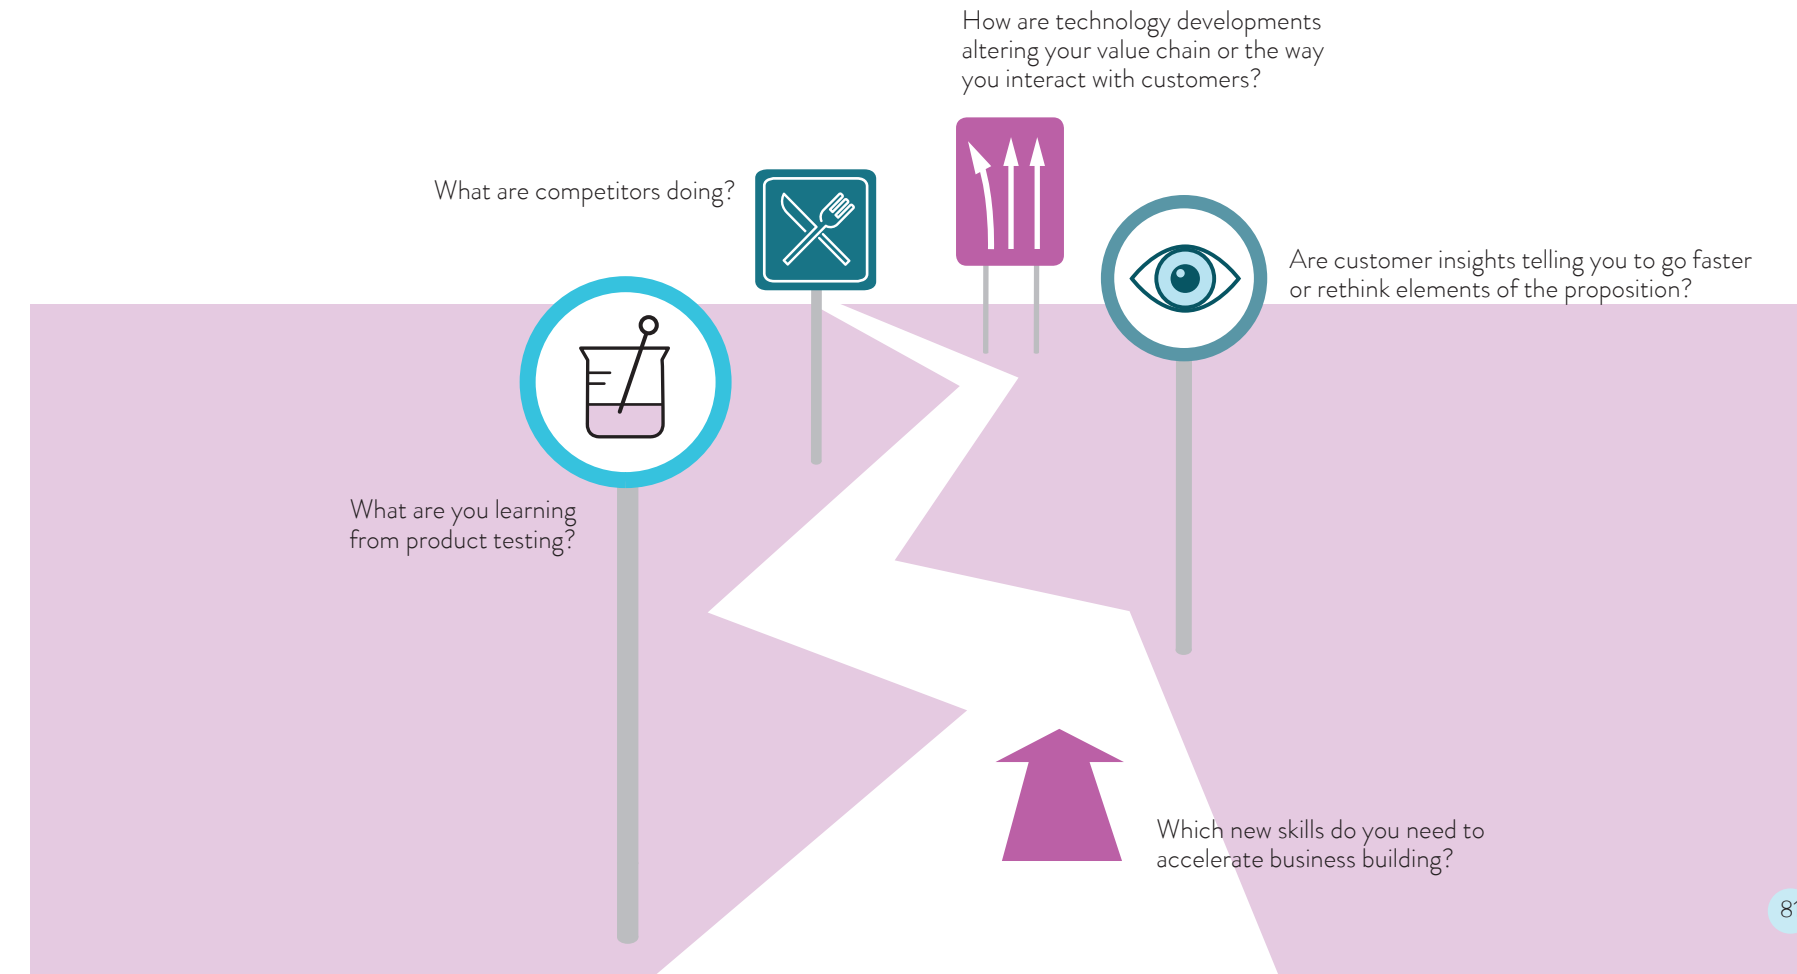 How are technology developments
altering your value chain or the way
you interact with customers?
What are competitors doing?
Are customer insights telling you to go faster
or rethink elements of the proposition?
What are you learning
from product testing?
Which new skills do you need to
accelerate business building?
81